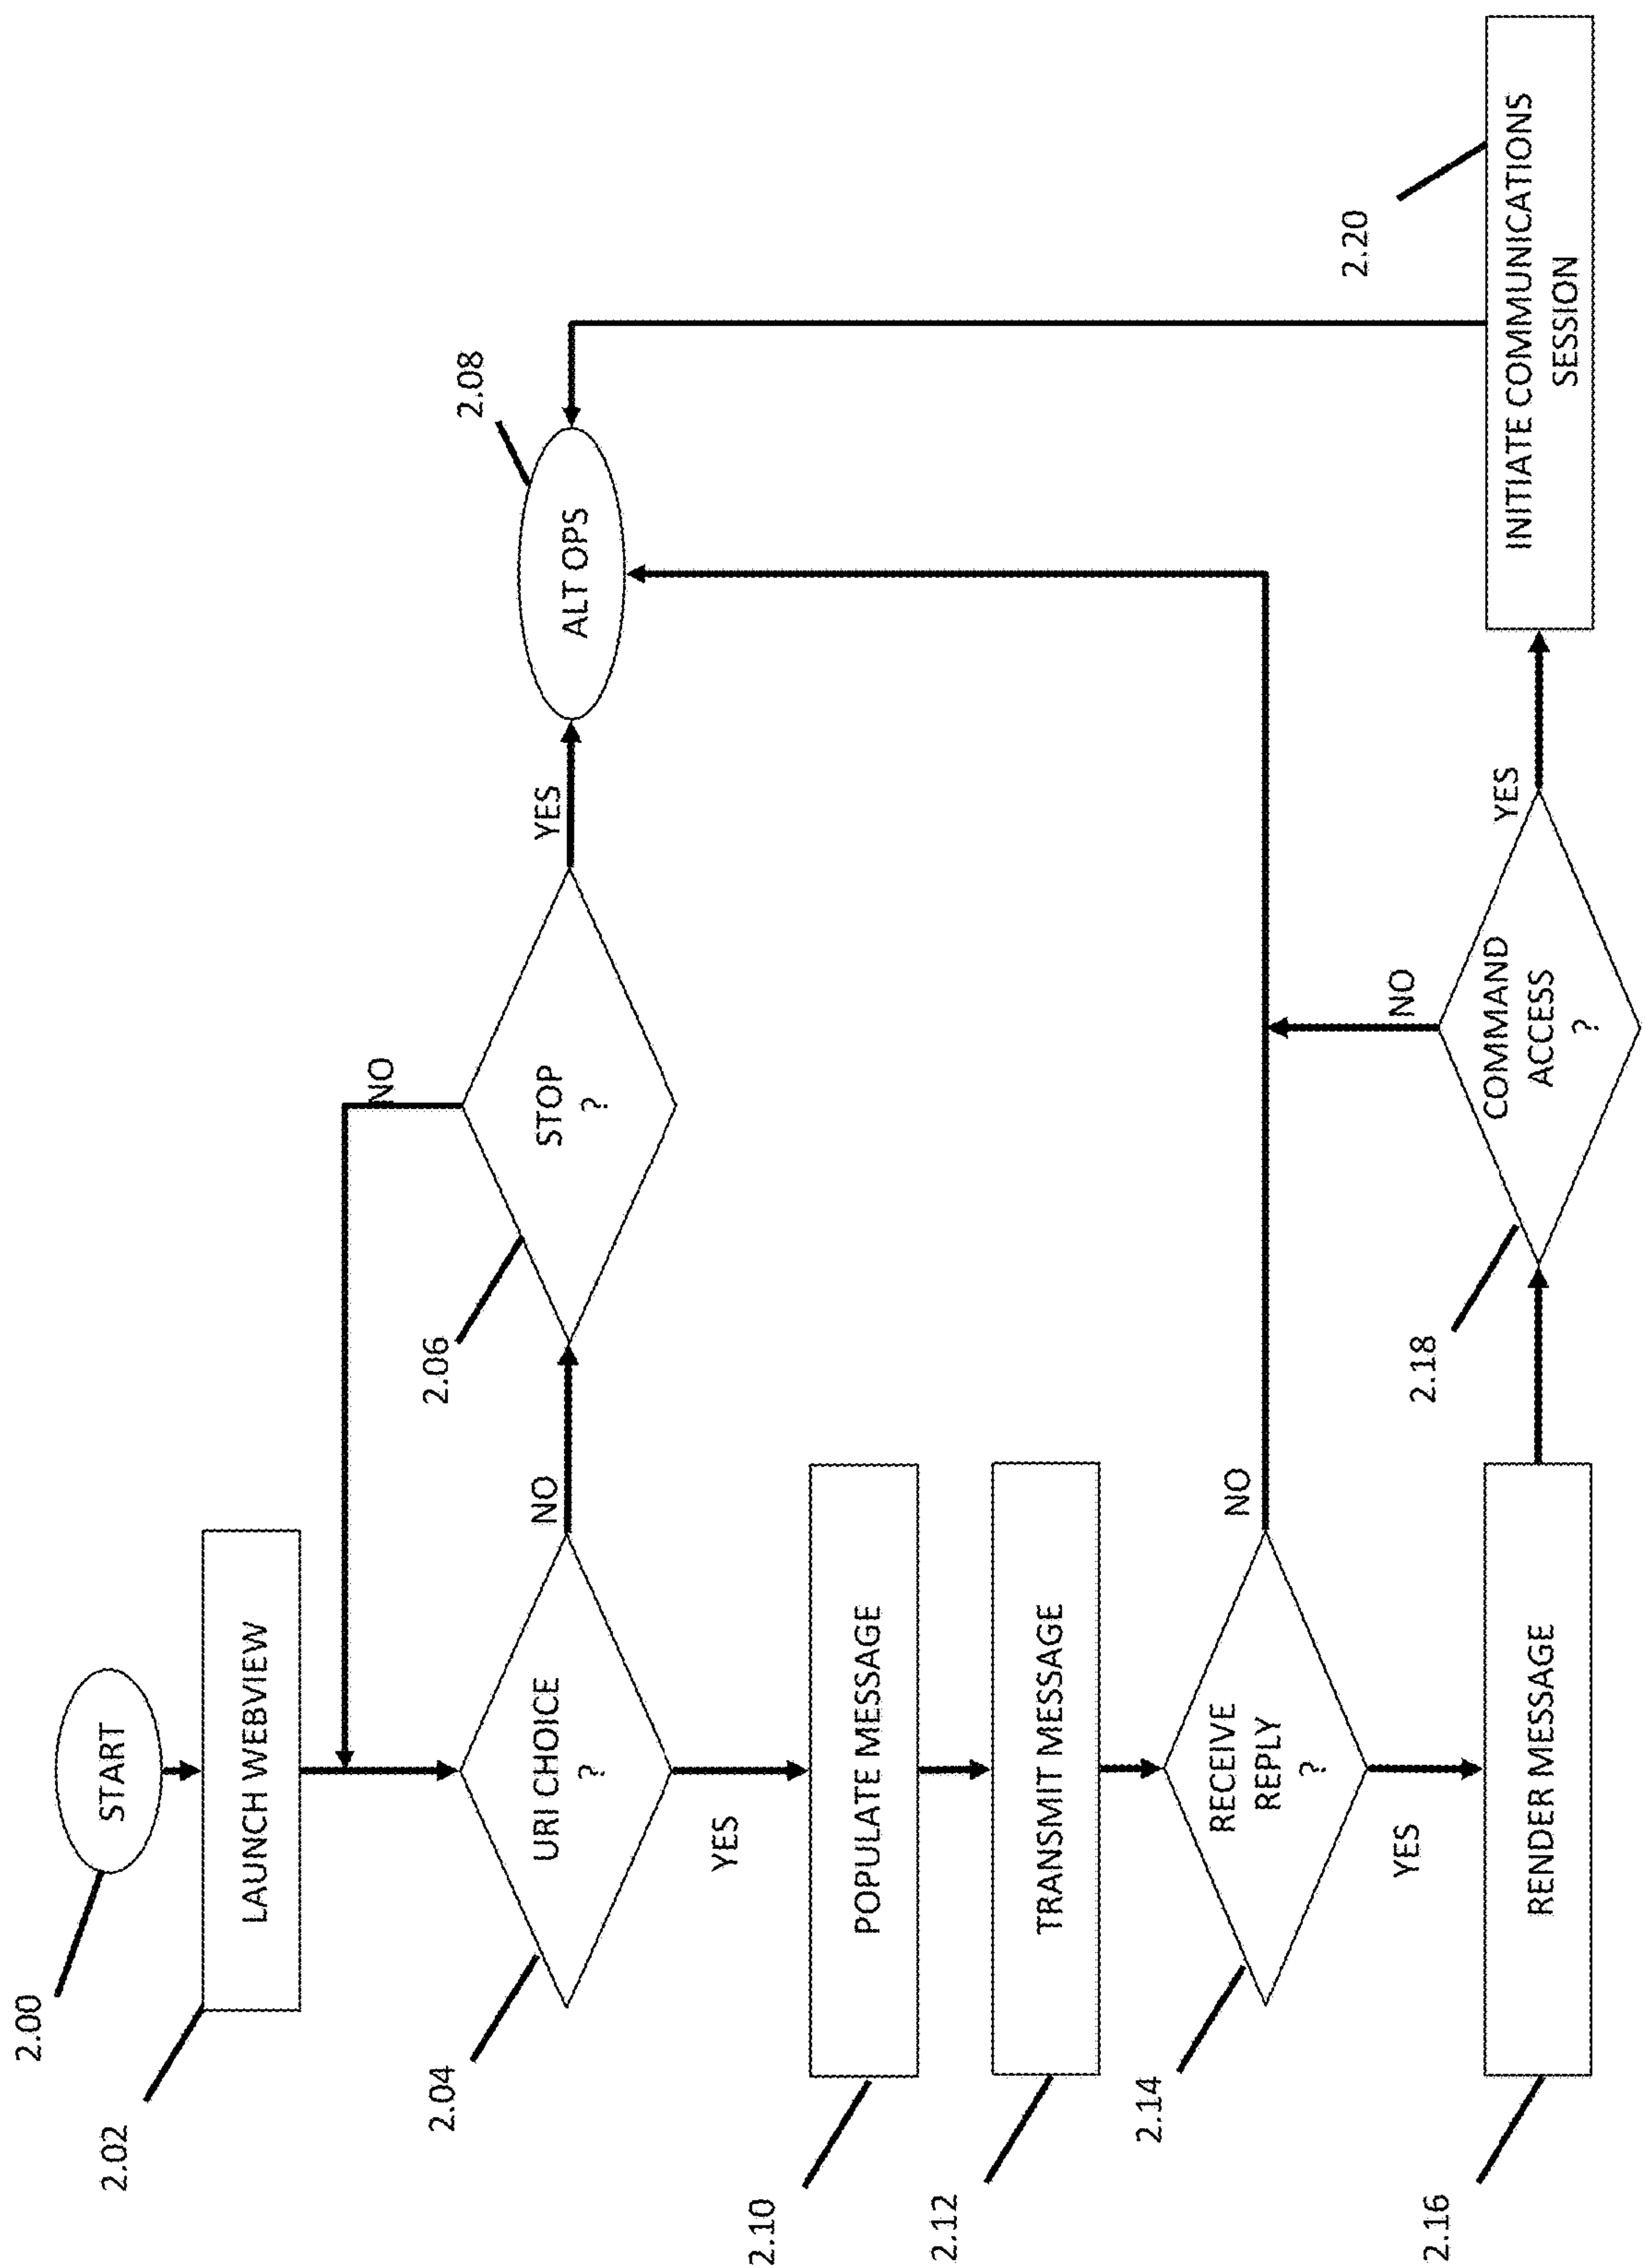 2.00
START
2.02
LAUNCH WEBVIEW
2.04
URI CHOICE
?
NO
YES
2.06
STOP
?
NO
YES
2.08
ALT OPS
2.10
POPULATE MESSAGE
2.12
TRANSMIT MESSAGE
2.14
RECEIVE
REPLY
?
NO
YES
2.16
RENDER MESSAGE
2.18
COMMAND
ACCESS
?
NO
YES
2.20
INITIATE COMMUNICATIONS
SESSION